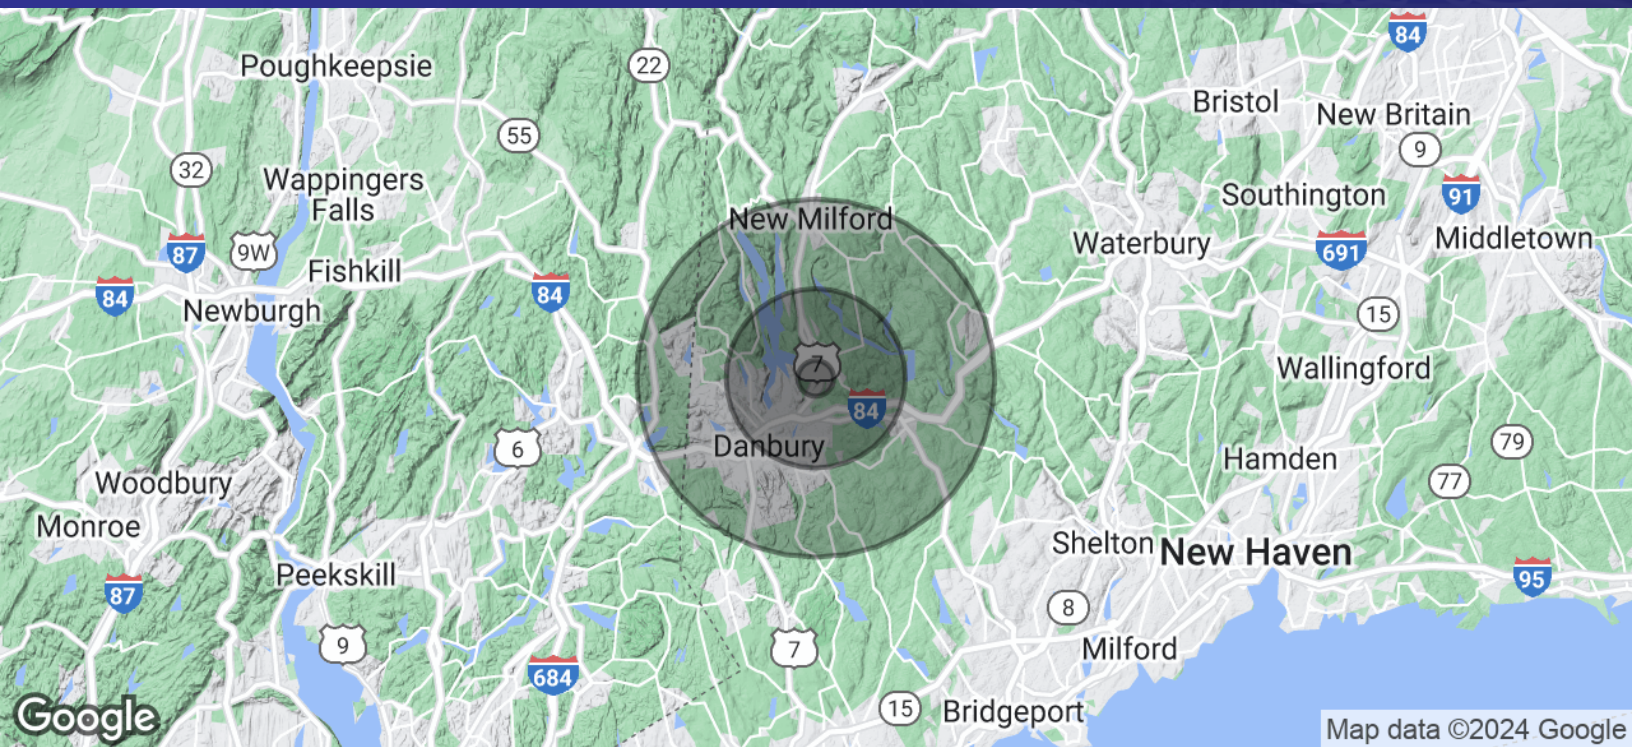 84
Poughkeepsie
22
Bristol
New Britain
55
9
32
Wappingers
Falls
Southington
91
New Milford
87
9W
Waterbury
691
Middletown
Fishkill
84
84
Newburgh
15
7
Wallingford
84
6
Danbury
79
Hamden
77
Woodbury
Monroe
Shelton
New Haven
Peekskill
95
87
8
9
7
Milford
684
15
Bridgeport
Google
Map data ©2024 Google